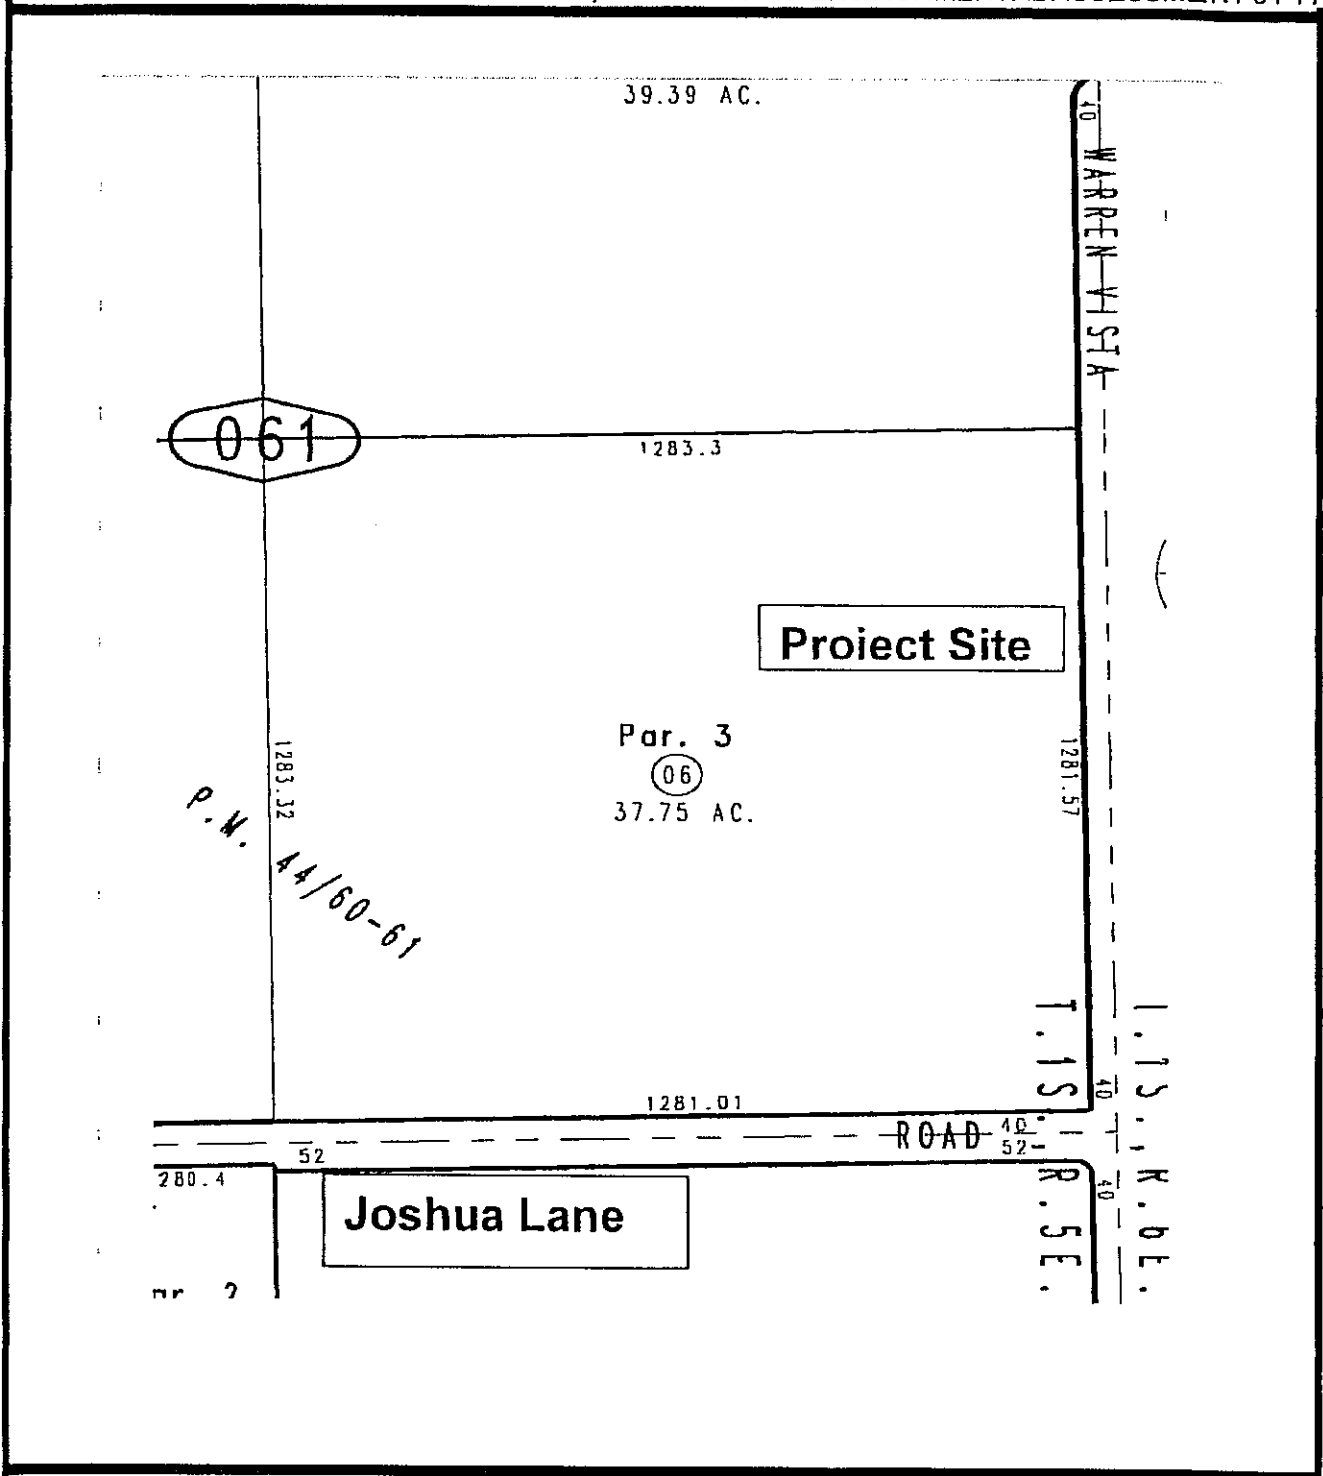 39.39 AC.
40
WARREN VISTA
061
1283.3
Proiect Site
Par. 3
06
37.75 AC.
1283.32
1281.57
P.M. 44/60-61
T.1S., R.5E.
40
1281.01
ROAD
40
52
52
280.4
40
Joshua Lane